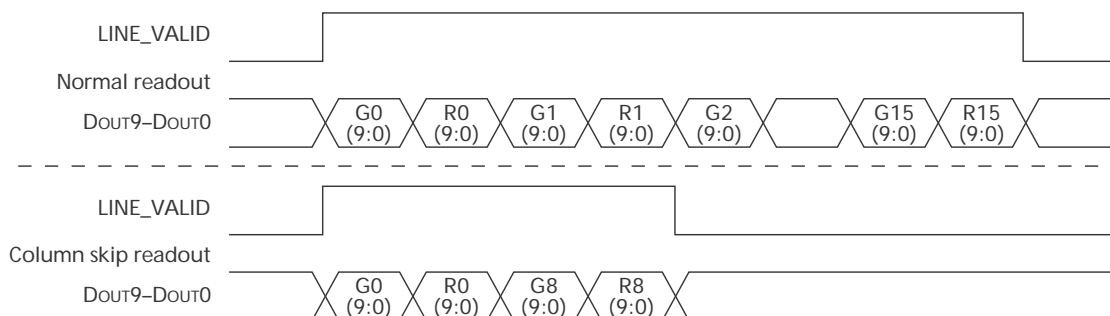 LINE_VALID
Normal readout
DOUT9–DOUT0
G0 (9:0)
R0 (9:0)
G1 (9:0)
R1 (9:0)
G2 (9:0)
G15 (9:0)
R15 (9:0)
LINE_VALID
Column skip readout
DOUT9–DOUT0
G0 (9:0)
R0 (9:0)
G8 (9:0)
R8 (9:0)